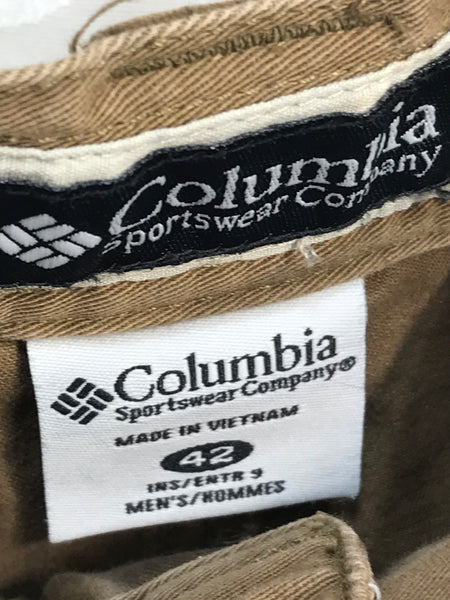 Columbia
Sportswear Company
Columbia
Sportswear Company®
MADE IN VIETNAM
42
INS/ENTR 9
MEN'S/HOMMES